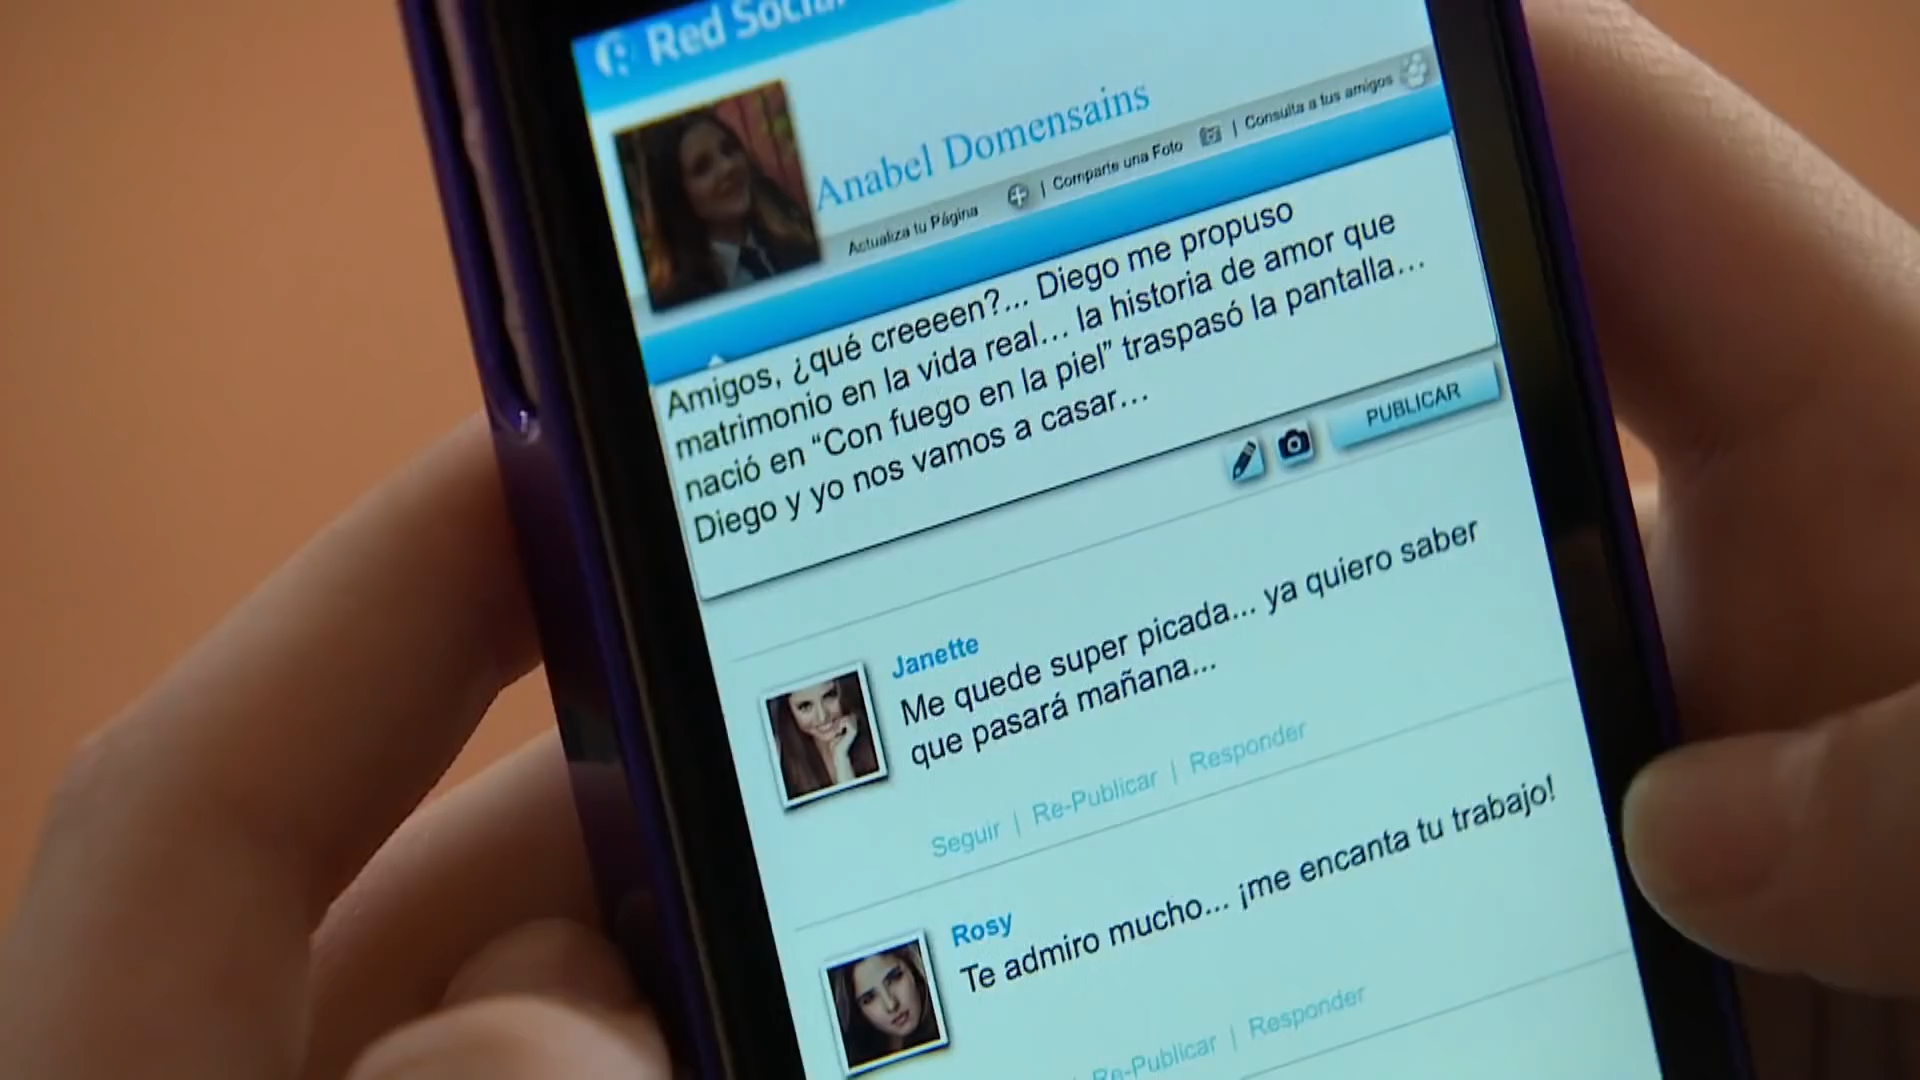 Red Social
Anabel Domensains
Actualiza tu Página | Comparte una Foto | Consulta a tus amigos
Amigos, ¿qué creeeen?... Diego me propuso
matrimonio en la vida real... la historia de amor que
nació en “Con fuego en la piel” traspasó la pantalla...
Diego y yo nos vamos a casar...
PUBLICAR
Janette
Me quede super picada... ya quiero saber
que pasará mañana...
Seguir | Re-Publicar | Responder
Rosy
Te admiro mucho... ¡me encanta tu trabajo!
Re-Publicar | Responder